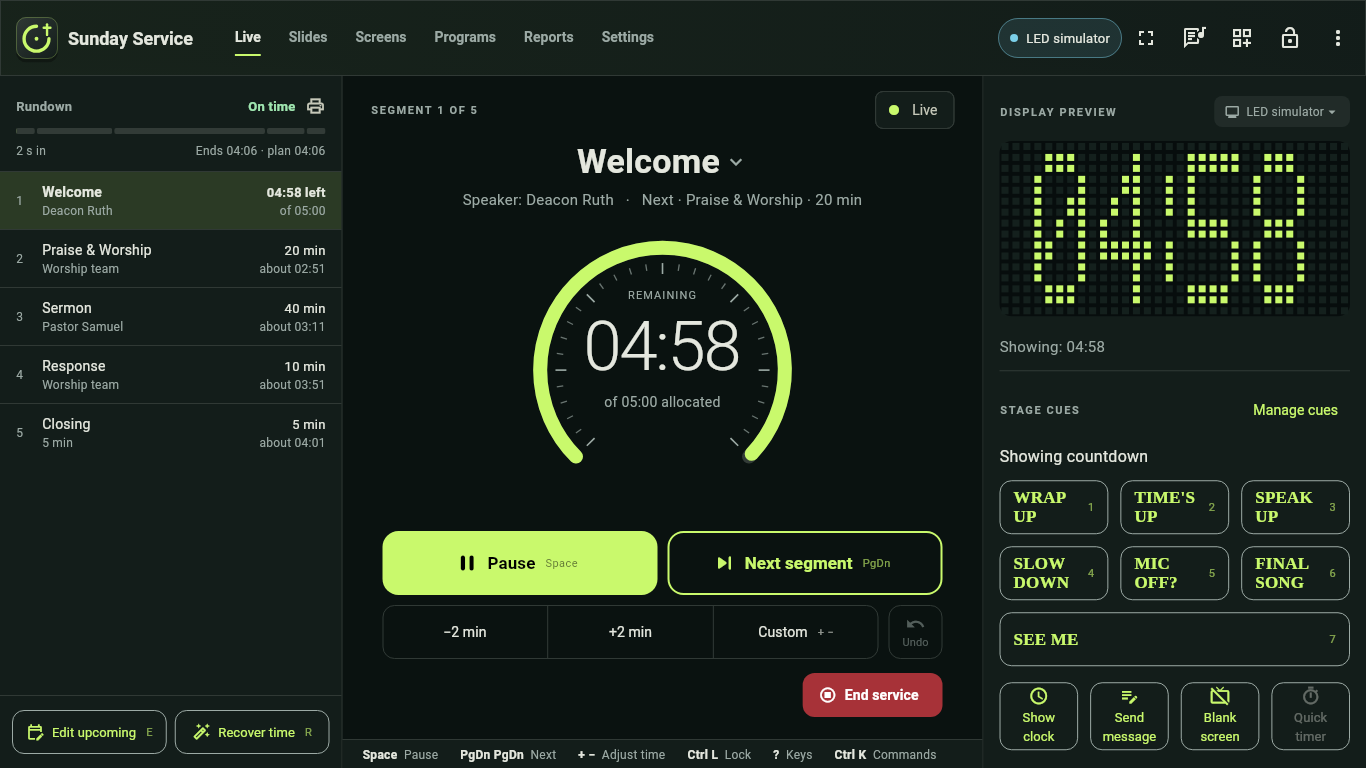 Sunday Service
Live
Slides
Screens
Programs
Reports
Settings
LED simulator
Rundown
On time
2 s in
Ends 04:06 · plan 04:06
1
Welcome
04:58 left
Deacon Ruth
of 05:00
2
Praise & Worship
20 min
Worship team
about 02:51
3
Sermon
40 min
Pastor Samuel
about 03:11
4
Response
10 min
Worship team
about 03:51
5
Closing
5 min
5 min
about 04:01
Edit upcoming E
Recover time R
SEGMENT 1 OF 5
Live
Welcome
Speaker: Deacon Ruth · Next · Praise & Worship · 20 min
REMAINING
04:58
of 05:00 allocated
Pause Space
Next segment PgDn
−2 min
+2 min
Custom + −
Undo
End service
Space Pause PgDn PgDn Next + − Adjust time Ctrl L Lock ? Keys Ctrl K Commands
DISPLAY PREVIEW
LED simulator
04:58
Showing: 04:58
STAGE CUES
Manage cues
Showing countdown
WRAP
UP
1
TIME'S
UP
2
SPEAK
UP
3
SLOW
DOWN
4
MIC
OFF?
5
FINAL
SONG
6
SEE ME
7
Show
clock
Send
message
Blank
screen
Quick
timer